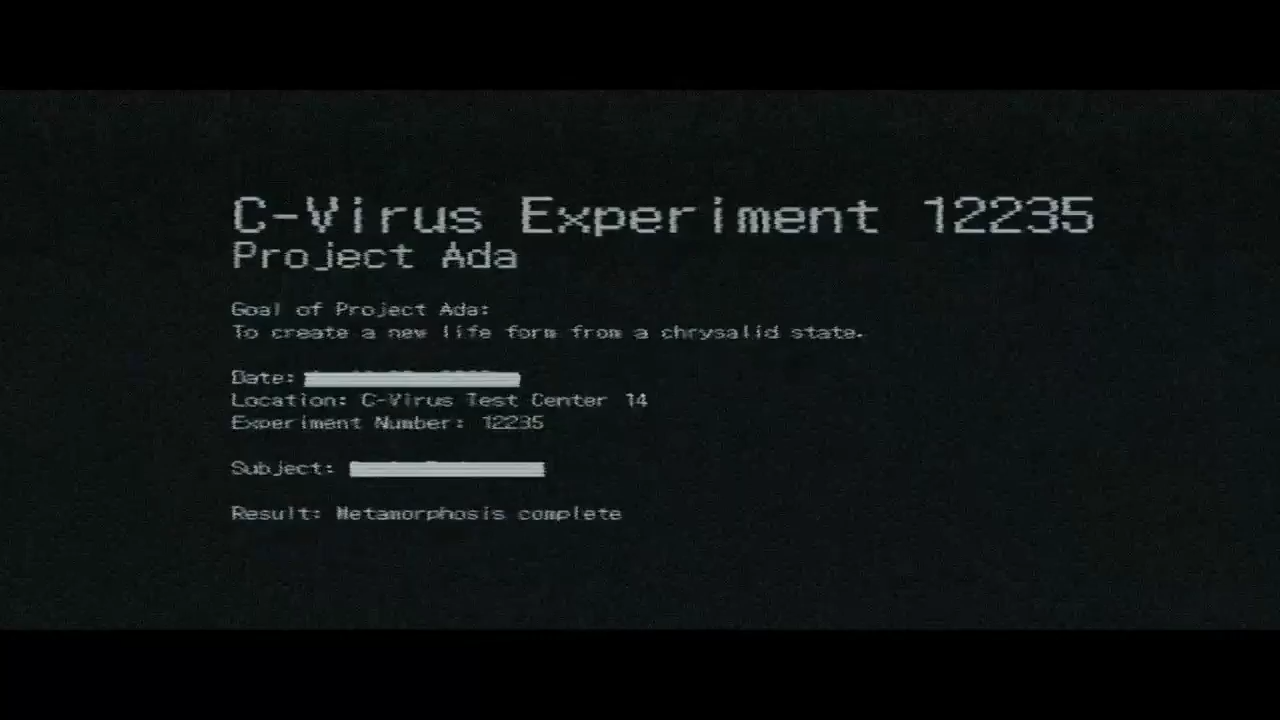 C-Virus Experiment 12235
Project Ada
Goal of Project Ada:
To create a new life form from a chrysalid state.
Date:
Location: C-Virus Test Center 14
Experiment Number: 12235
Subject:
Result: Metamorphosis complete